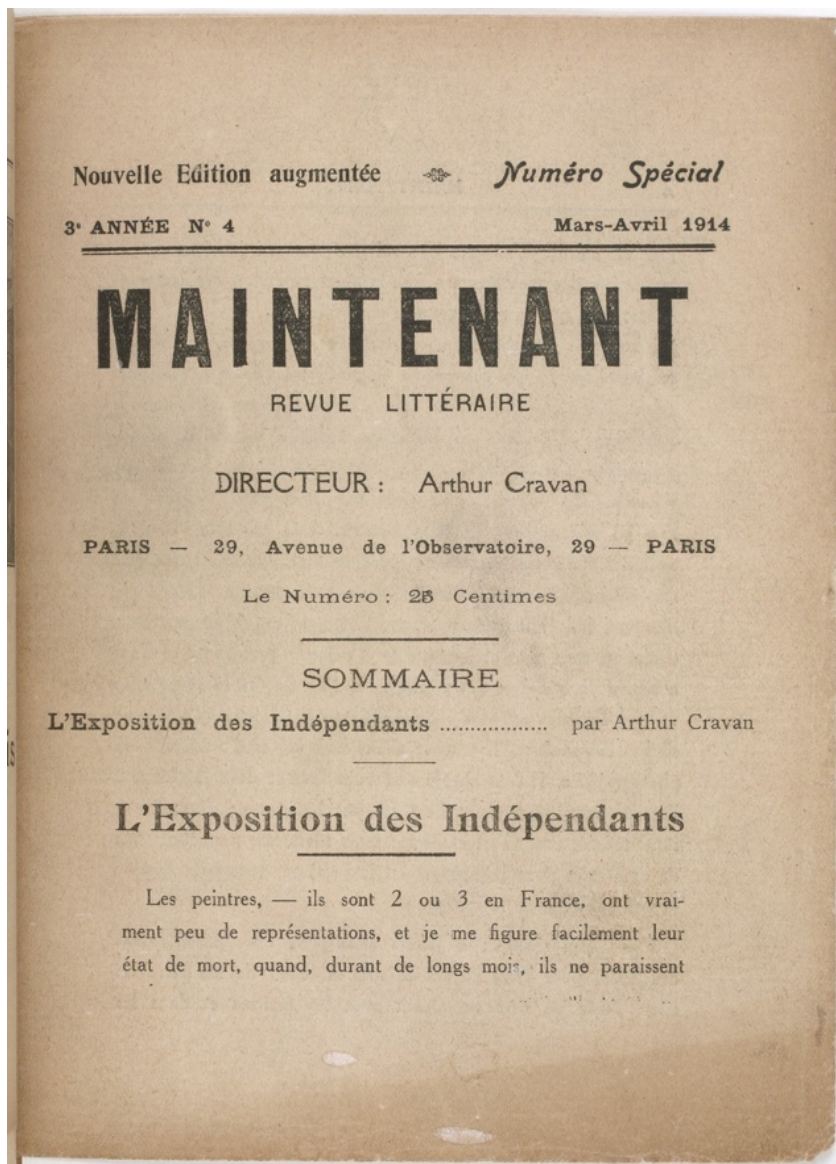 Nouvelle Edition augmentée Numéro Spécial
3e ANNÉE No 4 Mars-Avril 1914
MAINTENANT
REVUE LITTÉRAIRE
DIRECTEUR : Arthur Cravan
PARIS — 29, Avenue de l'Observatoire, 29 — PARIS
Le Numéro : 25 Centimes
SOMMAIRE
L'Exposition des Indépendants .................. par Arthur Cravan
L'Exposition des Indépendants
Les peintres, — ils sont 2 ou 3 en France, ont vrai-
ment peu de représentations, et je me figure facilement leur
état de mort, quand, durant de longs mois, ils ne paraissent